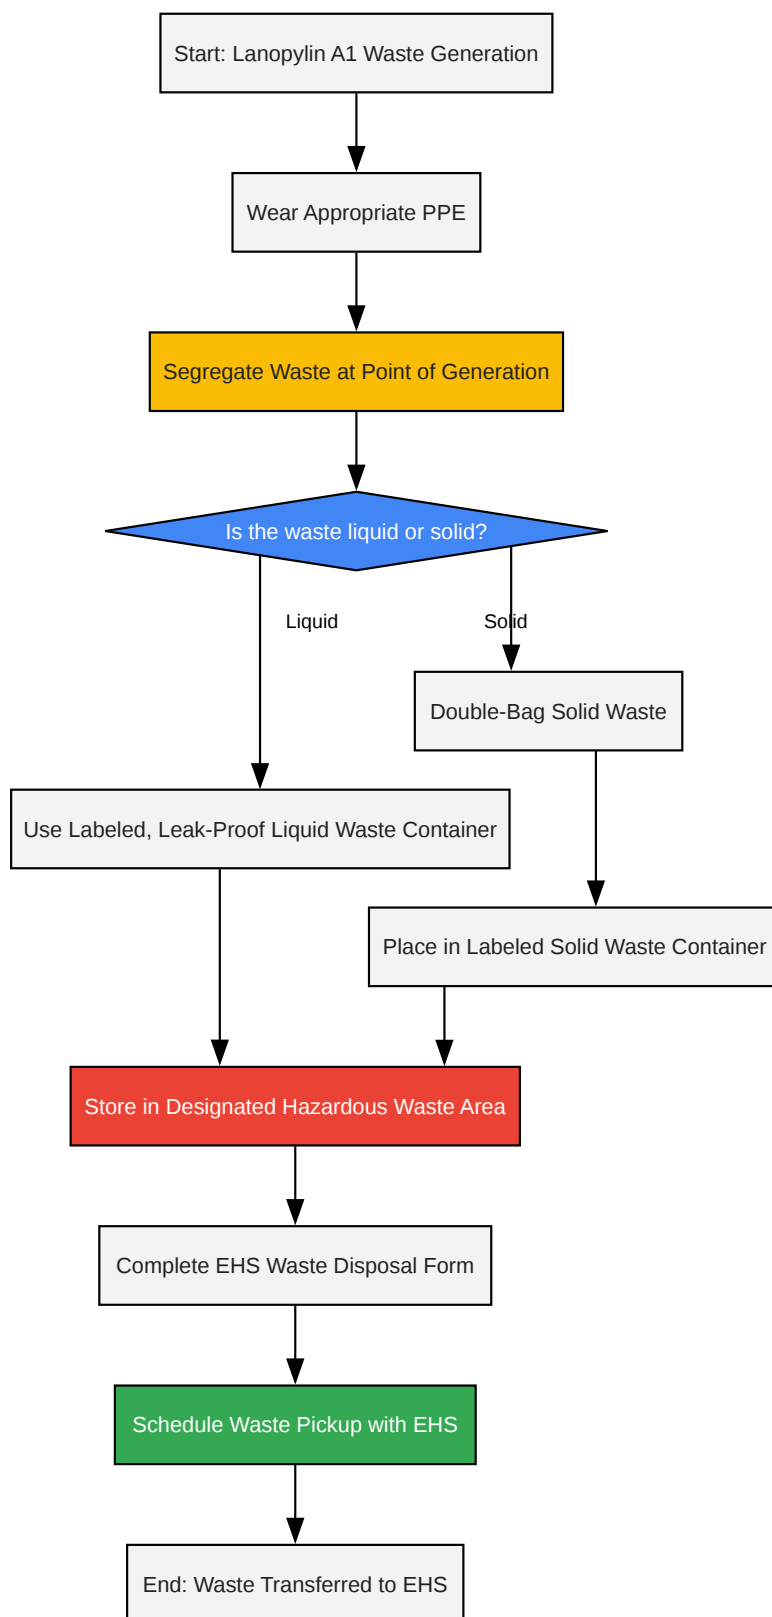 Start: Lanopylin A1 Waste Generation
Wear Appropriate PPE
Segregate Waste at Point of Generation
Is the waste liquid or solid?
Liquid
Solid
Double-Bag Solid Waste
Use Labeled, Leak-Proof Liquid Waste Container
Place in Labeled Solid Waste Container
Store in Designated Hazardous Waste Area
Complete EHS Waste Disposal Form
Schedule Waste Pickup with EHS
End: Waste Transferred to EHS